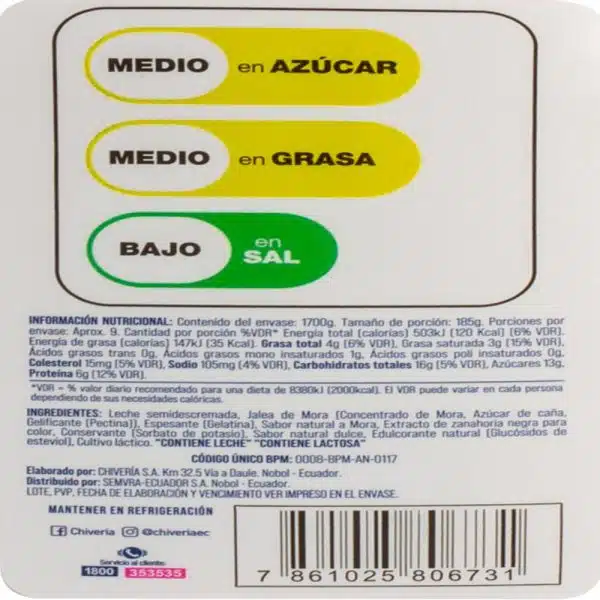 MEDIO en AZÚCAR
MEDIO en GRASA
BAJO en SAL
INFORMACIÓN NUTRICIONAL: Contenido del envase: 1700g. Tamaño de porción: 185g. Porciones por
envase: Aprox. 9. Cantidad por porción %VDR* Energía total (calorías) 503kJ (120 Kcal) (6% VDR).
Energía de grasa (calorías) 147kJ (35 Kcal). Grasa total 4g (6% VDR), Grasa saturada 3g (15% VDR),
Ácidos grasos trans 0g, Ácidos grasos mono insaturados 1g, Ácidos grasos poli insaturados 0g,
Colesterol 15mg (5% VDR), Sodio 105mg (4% VDR), Carbohidratos totales 16g (5% VDR), Azúcares 13g,
Proteína 6g (12% VDR).
*VDR = % valor diario recomendado para una dieta de 8380kJ (2000kcal). El VDR puede variar en cada persona
dependiendo de sus necesidades calóricas.
INGREDIENTES: Leche semidescremada, Jalea de Mora (Concentrado de Mora, Azúcar de caña,
Gelificante (Pectina)), Espesante (Gelatina), Sabor natural a Mora, Extracto de zanahoria negra para
color, Conservante (Sorbato de potasio), Sabor natural dulce, Edulcorante natural (Glucósidos de
esteviol), Cultivo láctico. "CONTIENE LECHE" "CONTIENE LACTOSA"
CÓDIGO ÚNICO BPM: 0008-BPM-AN-0117
Elaborado por: CHIVERÍA S.A. Km 32.5 Vía a Daule. Nobol - Ecuador.
Distribuido por: SEMVRA-ECUADOR S.A. Nobol - Ecuador.
LOTE, PVP, FECHA DE ELABORACIÓN Y VENCIMIENTO VER IMPRESO EN EL ENVASE.
MANTENER EN REFRIGERACIÓN
Chiveria @chiveriaec
Servicio al cliente:
1800 353535
7 861025 806731